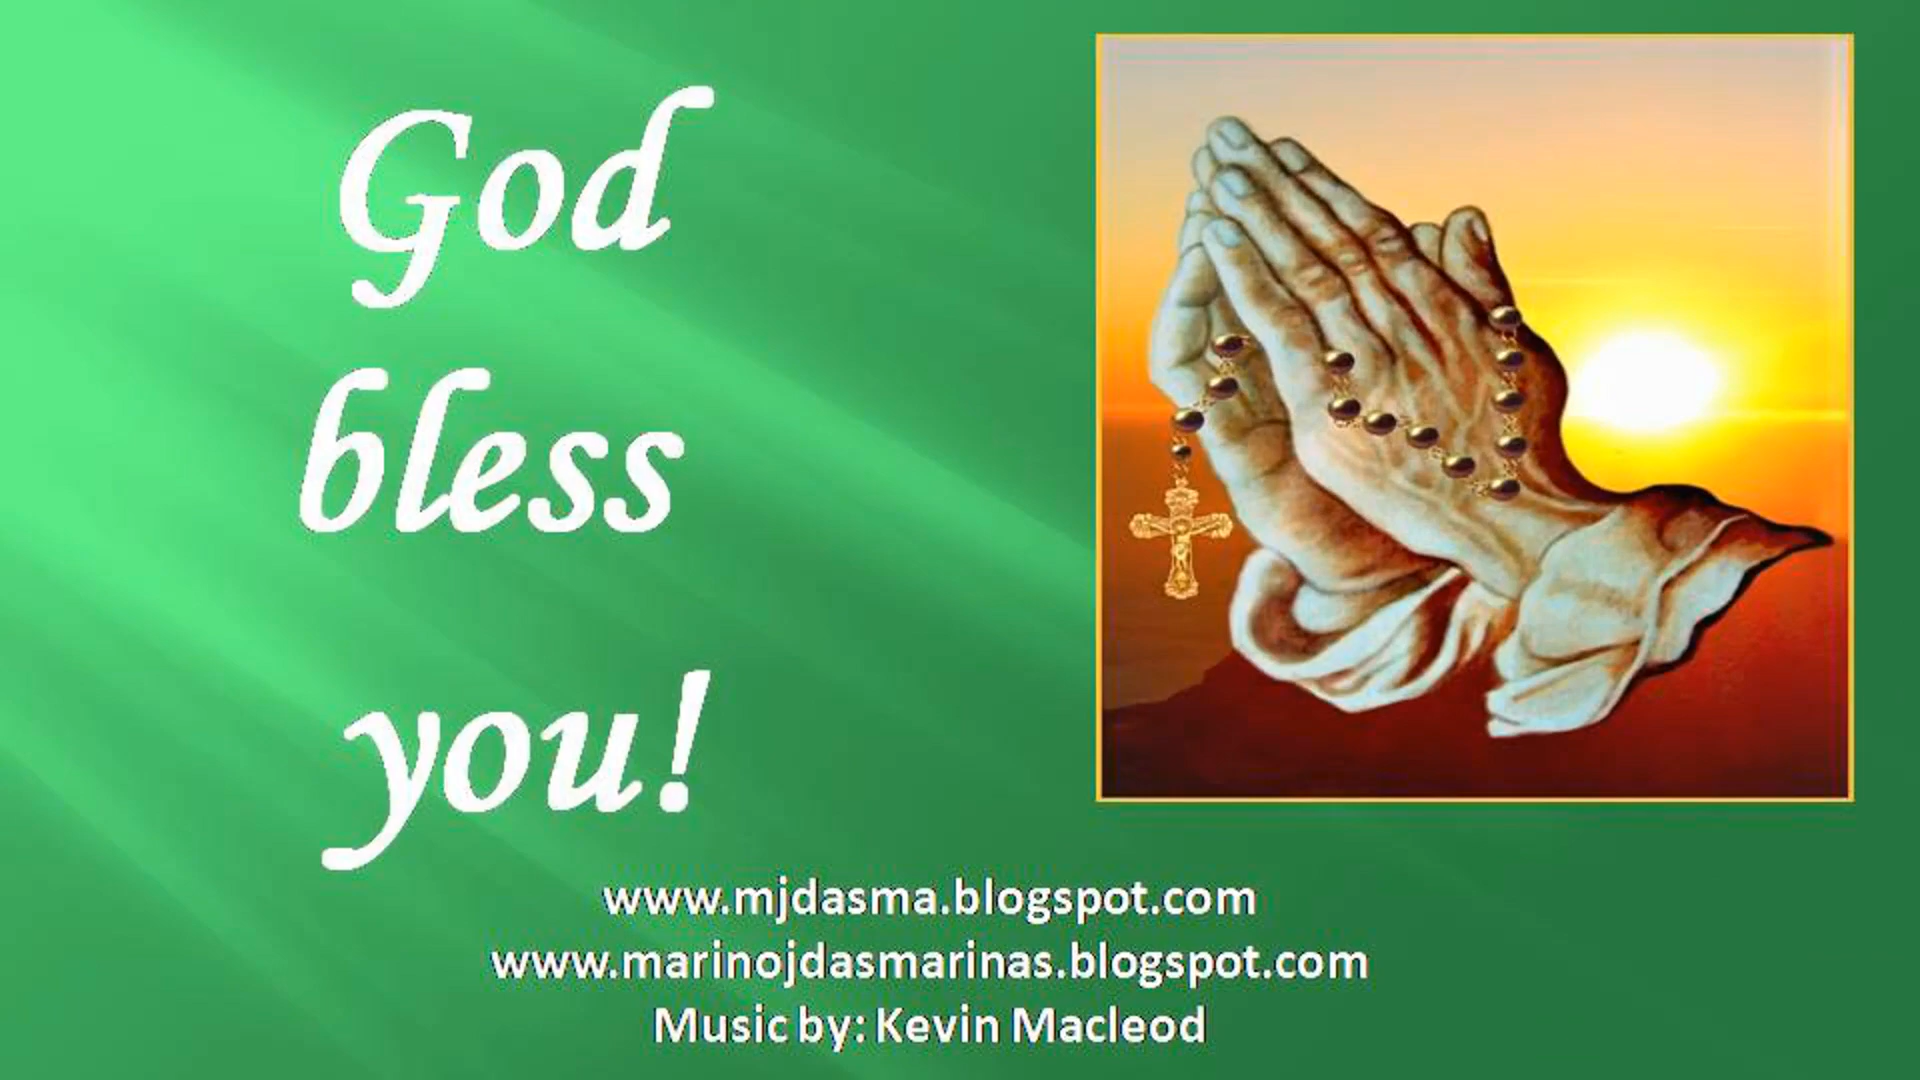 God
bless
you!
www.mjdasma.blogspot.com
www.marinojdasmarinas.blogspot.com
Music by: Kevin Macleod